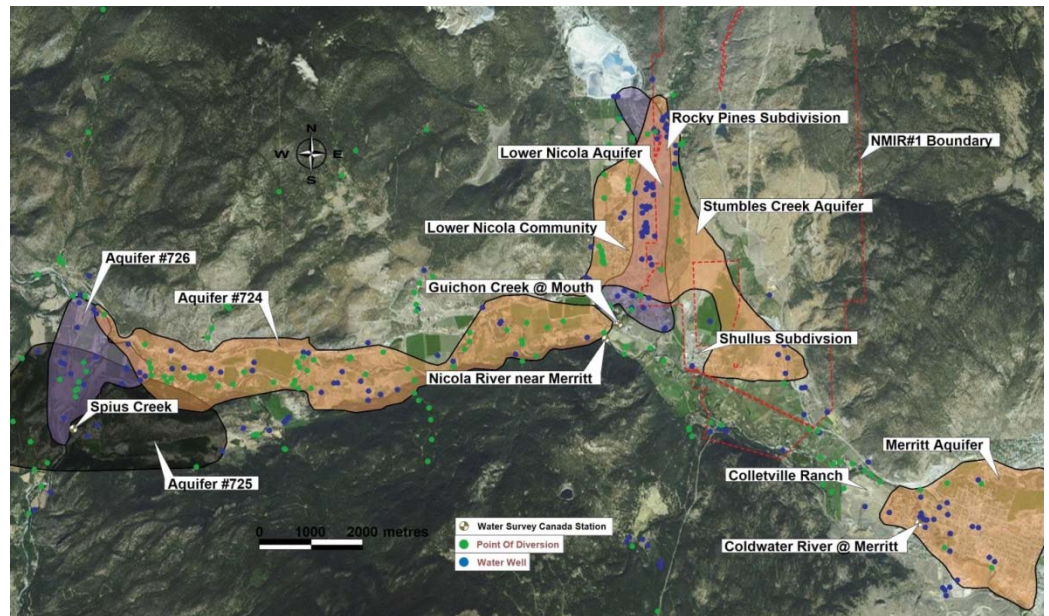 Rocky Pines Subdivision
NMIR#1 Boundary
Lower Nicola Aquifer
Stumbles Creek Aquifer
Lower Nicola Community
Aquifer #726
Guichon Creek @ Mouth
Aquifer #724
Shullus Subdivsion
Nicola River near Merritt
Spius Creek
Merritt Aquifer
Colletville Ranch
Aquifer #725
Coldwater River @ Merritt
N
W E
S
0 1000 2000 metres
Water Survey Canada Station
Point Of Diversion
Water Well